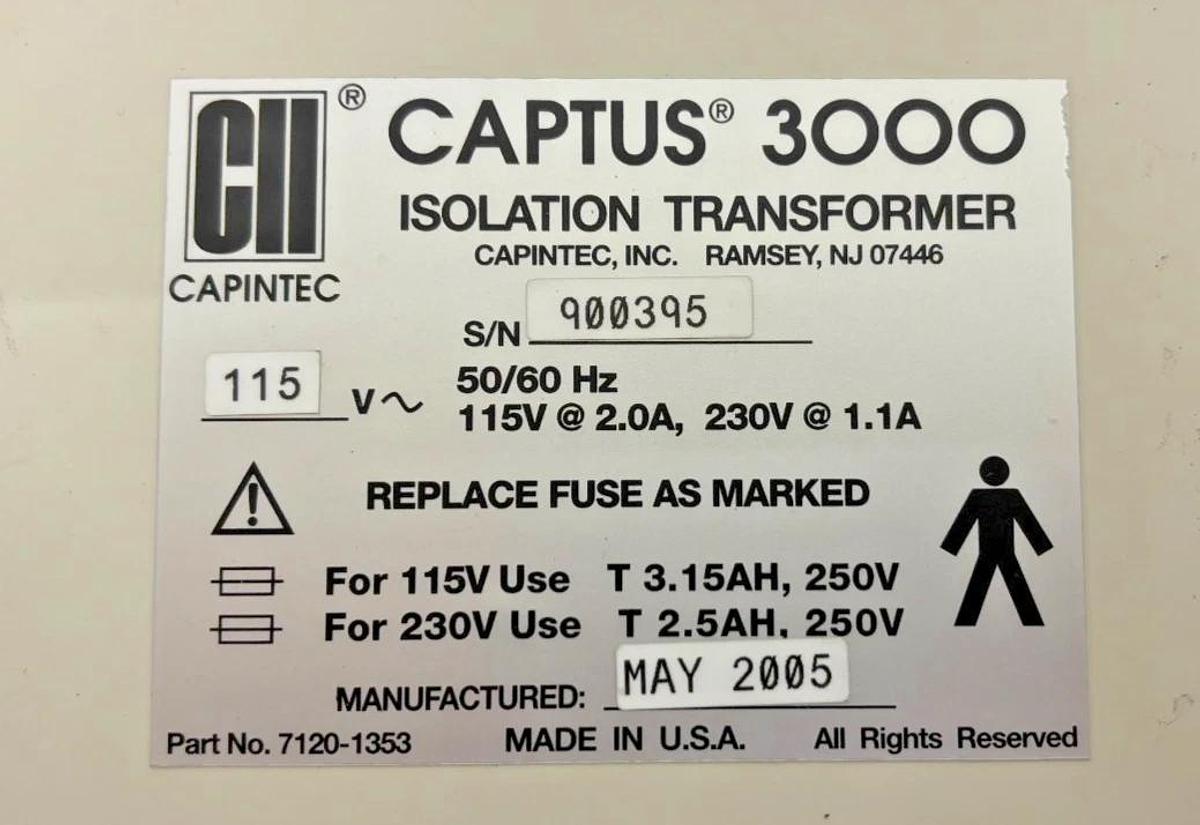 CII® CAPTUS® 3000
ISOLATION TRANSFORMER
CAPINTEC, INC. RAMSEY, NJ 07446
CAPINTEC
S/N 900395
115 V~ 50/60 Hz
115V @ 2.0A, 230V @ 1.1A
REPLACE FUSE AS MARKED
For 115V Use T 3.15AH, 250V
For 230V Use T 2.5AH, 250V
MANUFACTURED: MAY 2005
Part No. 7120-1353 MADE IN U.S.A. All Rights Reserved